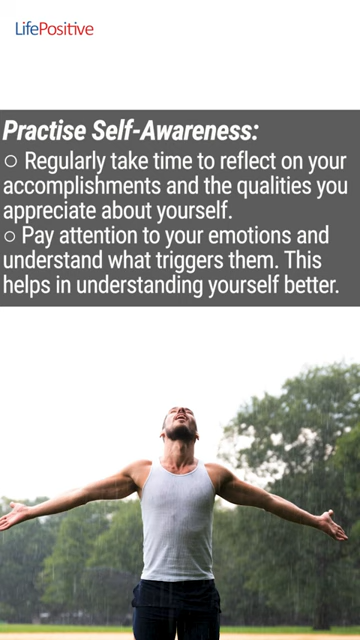 LifePositive
Practise Self-Awareness:
○ Regularly take time to reflect on your
accomplishments and the qualities you
appreciate about yourself.
○ Pay attention to your emotions and
understand what triggers them. This
helps in understanding yourself better.